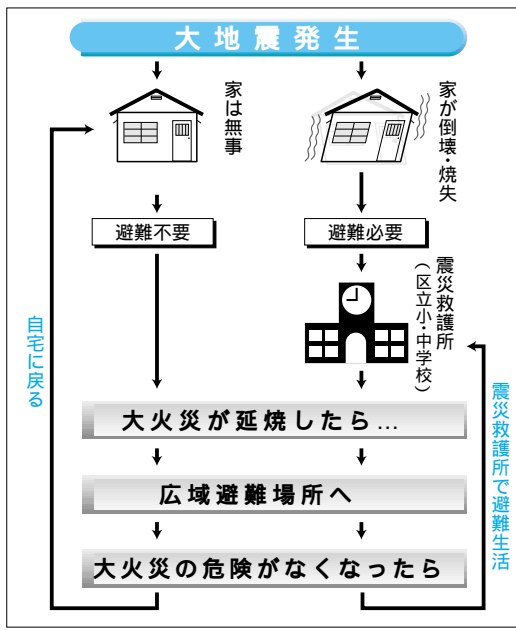 大地震発生
家は無事
家が倒壊・焼失
避難不要
避難必要
震災救護所
（区立小・中学校）
大火災が延焼したら…
広域避難場所へ
大火災の危険がなくなったら
自宅に戻る
震災救護所で避難生活